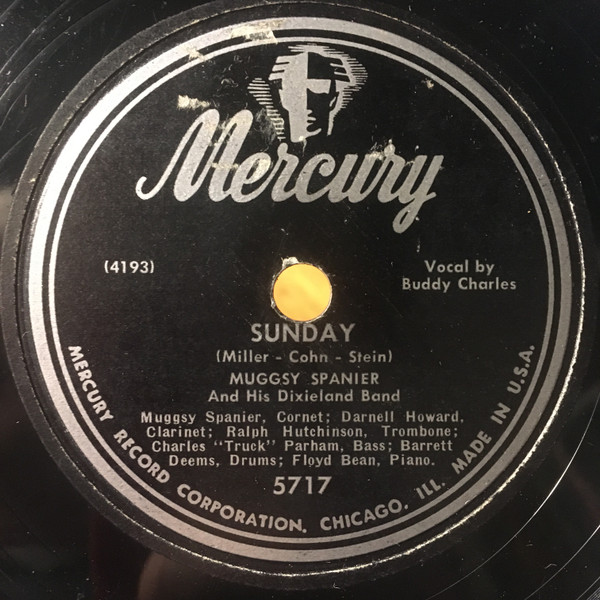 Mercury
(4193)
Vocal by
Buddy Charles
SUNDAY
(Miller - Cohn - Stein)
MUGGSY SPANIER
And His Dixieland Band
Muggsy Spanier, Cornet; Darnell Howard,
Clarinet; Ralph Hutchinson, Trombone;
Charles "Truck" Parham, Bass; Barrett
Deems, Drums; Floyd Bean, Piano.
5717
MERCURY RECORD CORPORATION, CHICAGO, ILL. MADE IN U.S.A.